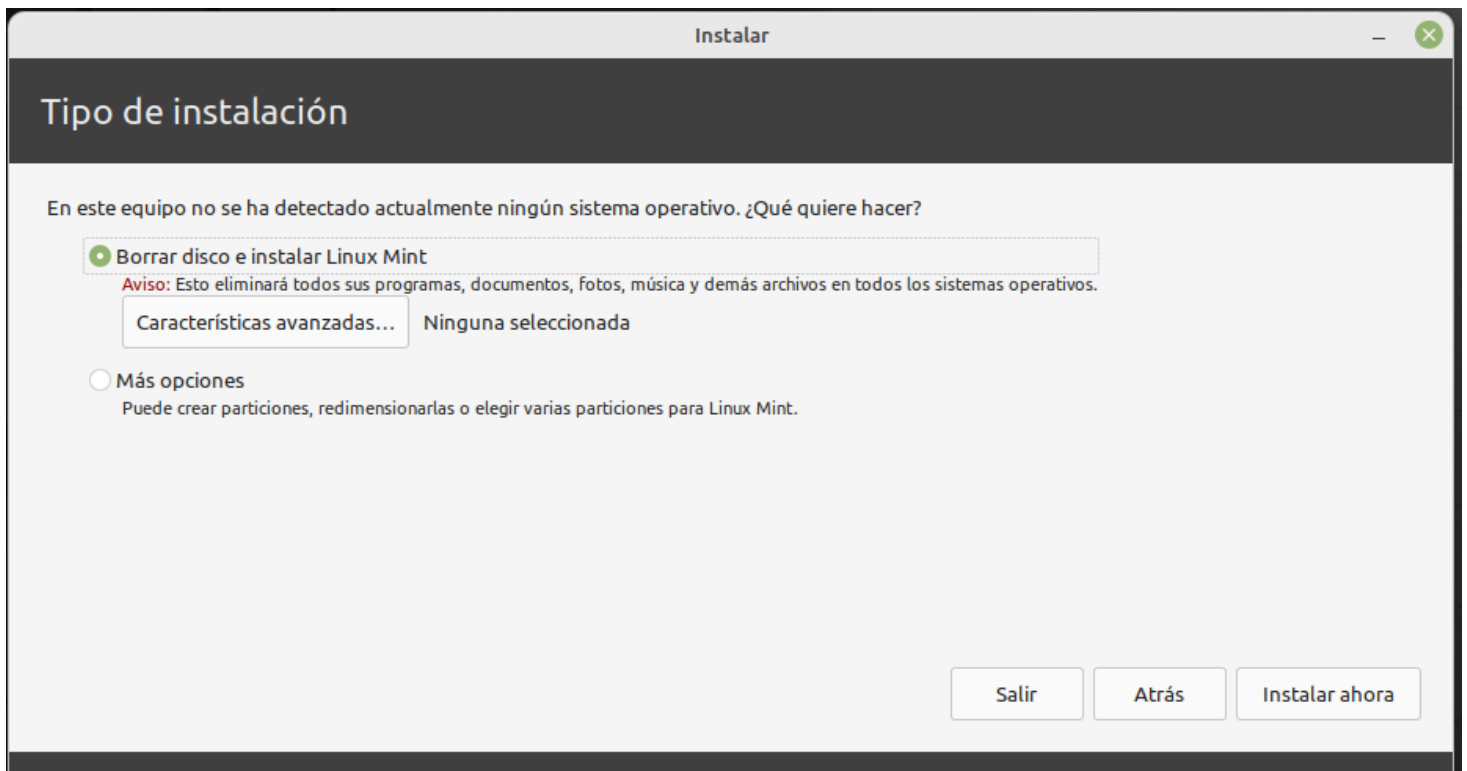 Instalar
Tipo de instalación
En este equipo no se ha detectado actualmente ningún sistema operativo. ¿Qué quiere hacer?
Borrar disco e instalar Linux Mint
Aviso: Esto eliminará todos sus programas, documentos, fotos, música y demás archivos en todos los sistemas operativos.
Características avanzadas... Ninguna seleccionada
Más opciones
Puede crear particiones, redimensionarlas o elegir varias particiones para Linux Mint.
Salir Atrás Instalar ahora